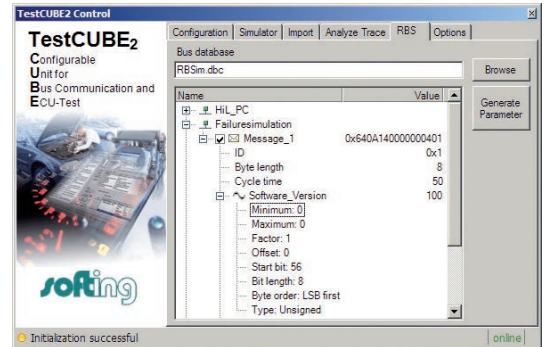 TestCUBE2 Control
TestCUBE2
Configurable
Unit for
Bus Communication and
ECU-Test
softing
Configuration Simulator Import Analyze Trace RBS Options
Bus database
RBSim.dbc
Browse
Generate
Parameter
Name Value
HiL_PC
Failuresimulation
Message_1 0x640A140000000401
ID 0x1
Byte length 8
Cycle time 50
Software_Version 100
Minimum: 0
Maximum: 0
Factor: 1
Offset: 0
Start bit: 56
Bit length: 8
Byte order: LSB first
Type: Unsigned
Initialization successful
online